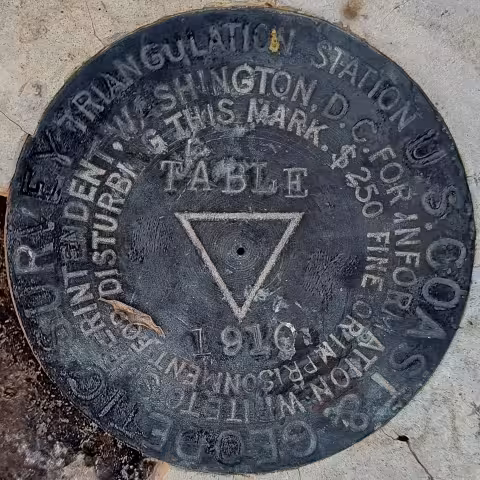 U.S. COAST & GEODETIC SURVEY
TRIANGULATION STATION
FOR INFORMATION, WRITE TO SUPERINTENDENT, WASHINGTON, D.C.
$250 FINE OR IMPRISONMENT FOR DISTURBING THIS MARK.
TABLE